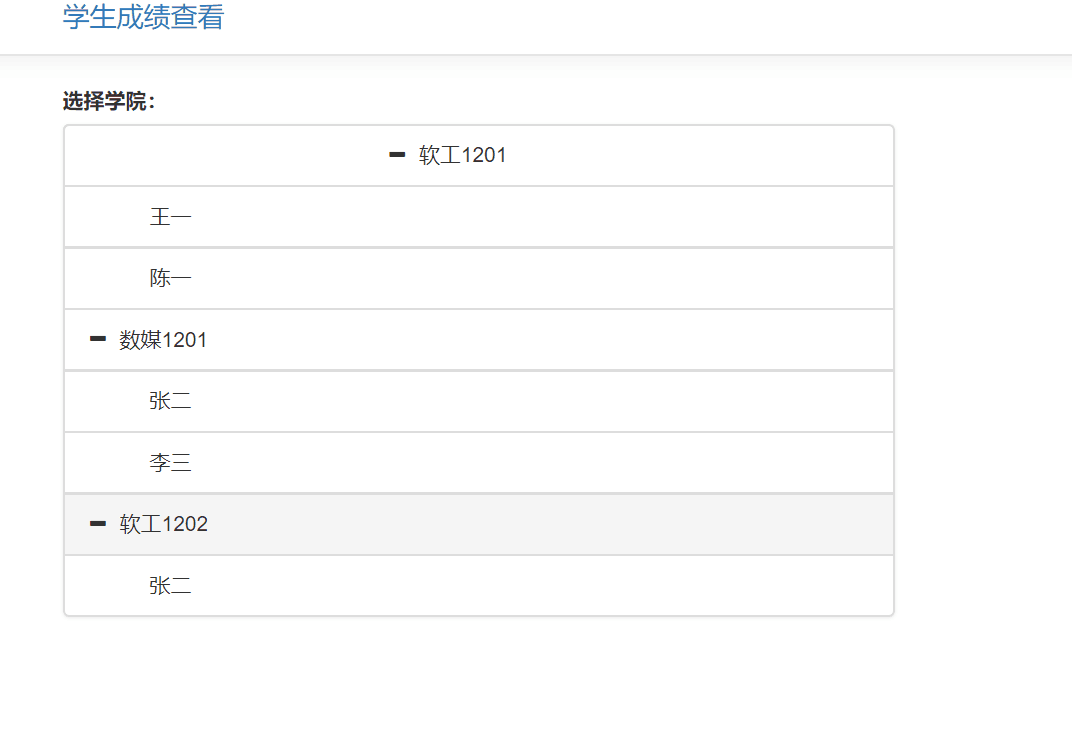 学生成绩查看
选择学院：
软工1201
王一
陈一
数媒1201
张二
李三
软工1202
张二